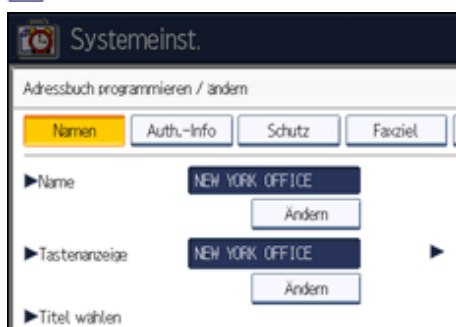 Systemeinst.
Adressbuch programmieren / ändern
Namen Auth.-Info Schutz Faxziel
►Name NEW YORK OFFICE
Ändern
►Tastenanzeige NEW YORK OFFICE ►
Ändern
►Titel wählen